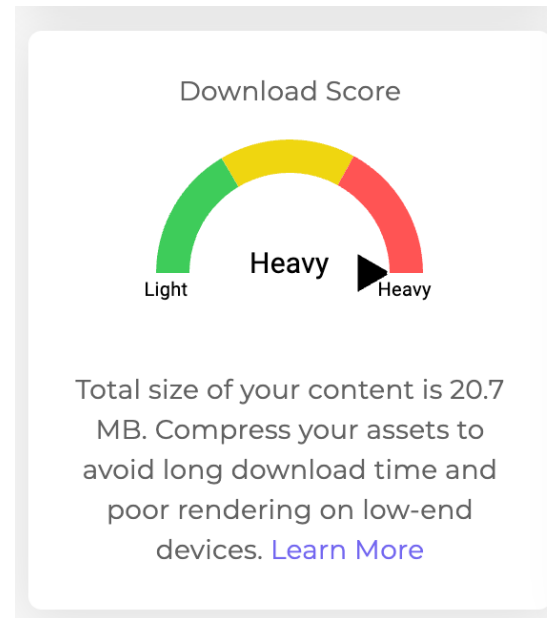 Download Score
Heavy
Light
Heavy
Total size of your content is 20.7
MB. Compress your assets to
avoid long download time and
poor rendering on low-end
devices. Learn More